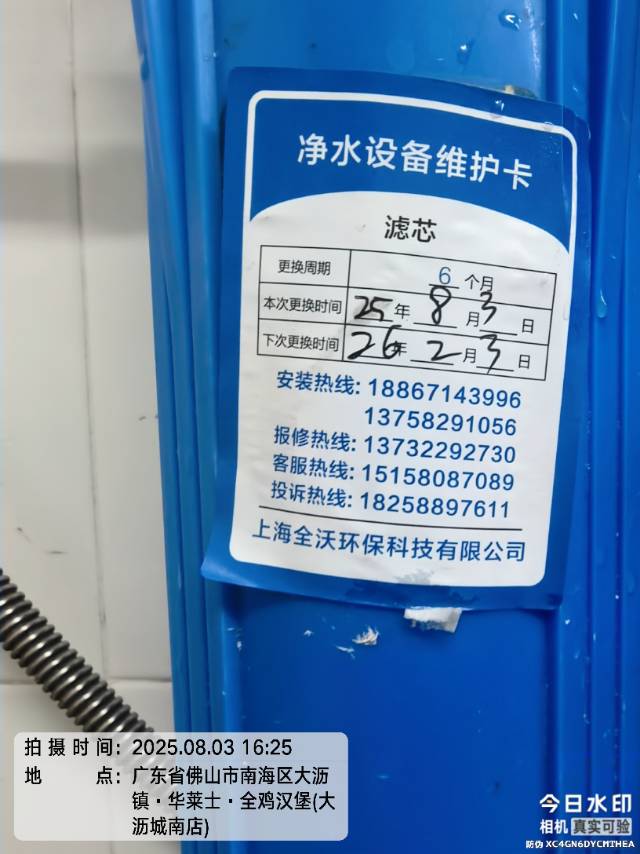 净水设备维护卡
滤芯
更换周期 6 个月
本次更换时间 25 年 8 月 3 日
下次更换时间 26 年 2 月 3 日
安装热线: 18867143996
13758291056
报修热线: 13732292730
客服热线: 15158087089
投诉热线: 18258897611
上海全沃环保科技有限公司
拍摄时间: 2025.08.03 16:25
地点: 广东省佛山市南海区大沥
镇·华莱士·全鸡汉堡(大
沥城南店)
今日水印
相机 真实可验
防伪 XC4GN6DYCMTHEA